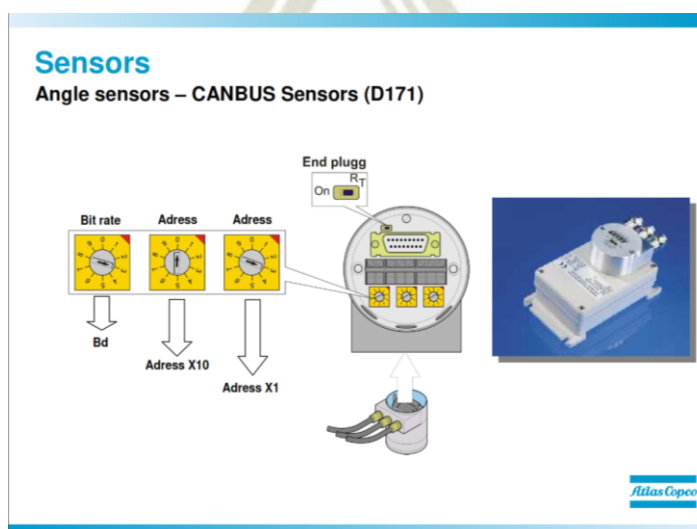 Sensors
Angle sensors – CANBUS Sensors (D171)
End plugg
On RT
Bit rate Adress Adress
Bd
Adress X10
Adress X1
Atlas Copco